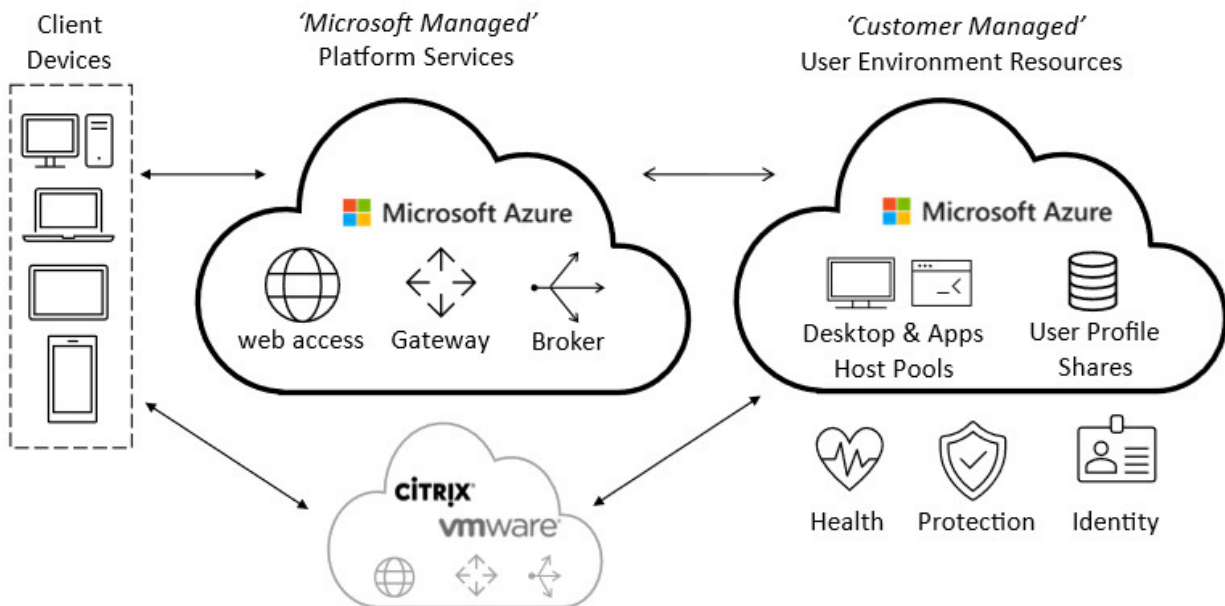 Client
Devices
'Microsoft Managed'
Platform Services
'Customer Managed'
User Environment Resources
Microsoft Azure
web access
Gateway
Broker
Microsoft Azure
Desktop & Apps
Host Pools
User Profile
Shares
CITRIX
vmware
Health
Protection
Identity